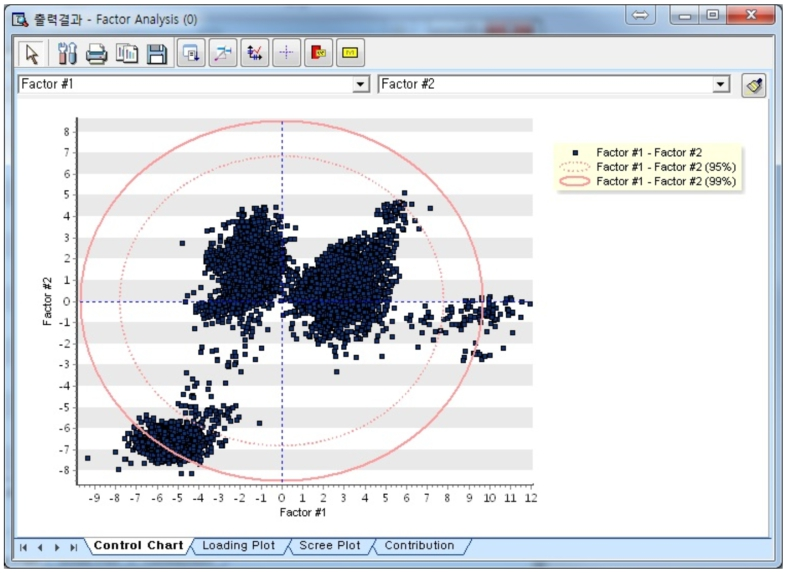 출력결과 - Factor Analysis (0)
Factor #1
Factor #2
Factor #1 - Factor #2
Factor #1 - Factor #2 (95%)
Factor #1 - Factor #2 (99%)
8
7
6
5
4
3
2
1
0
-1
-2
-3
-4
-5
-6
-7
-8
Factor #2
-9 -8 -7 -6 -5 -4 -3 -2 -1 0 1 2 3 4 5 6 7 8 9 10 11 12
Factor #1
Control Chart Loading Plot Scree Plot Contribution